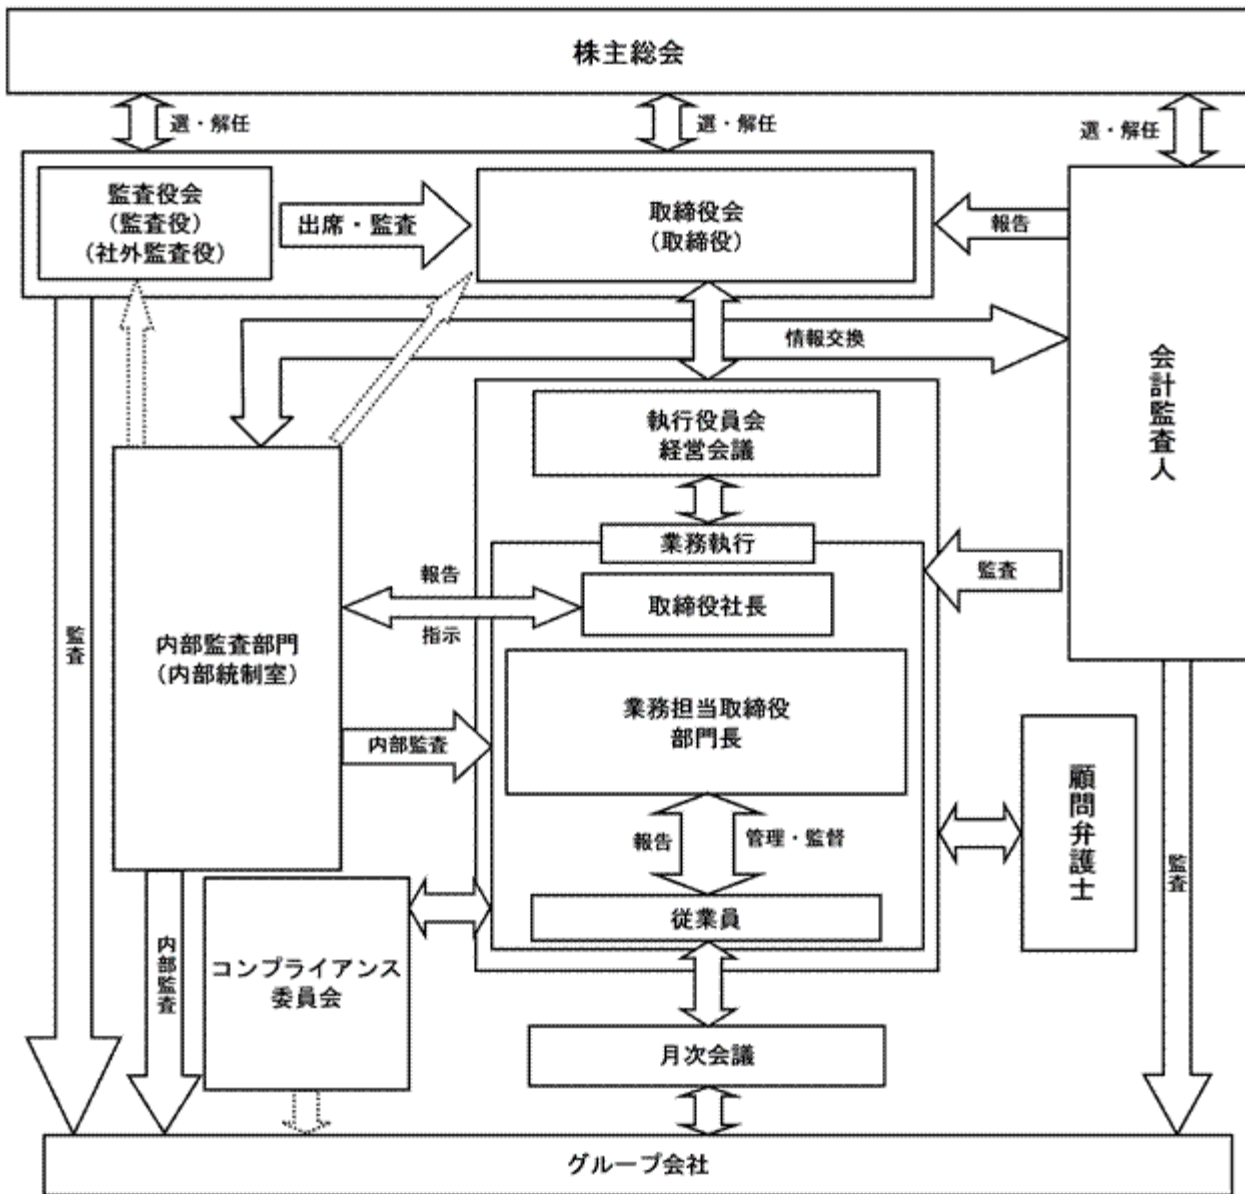 株主総会
選・解任
選・解任
選・解任
監査役会
(監査役)
(社外監査役)
出席・監査
取締役会
(取締役)
報告
情報交換
会計監査人
執行役員会
経営会議
業務執行
監査
報告
取締役社長
指示
監査
内部監査部門
(内部統制室)
業務担当取締役
部門長
内部監査
顧問弁護士
報告
管理・監督
監査
従業員
内部監査
コンプライアンス
委員会
月次会議
グループ会社